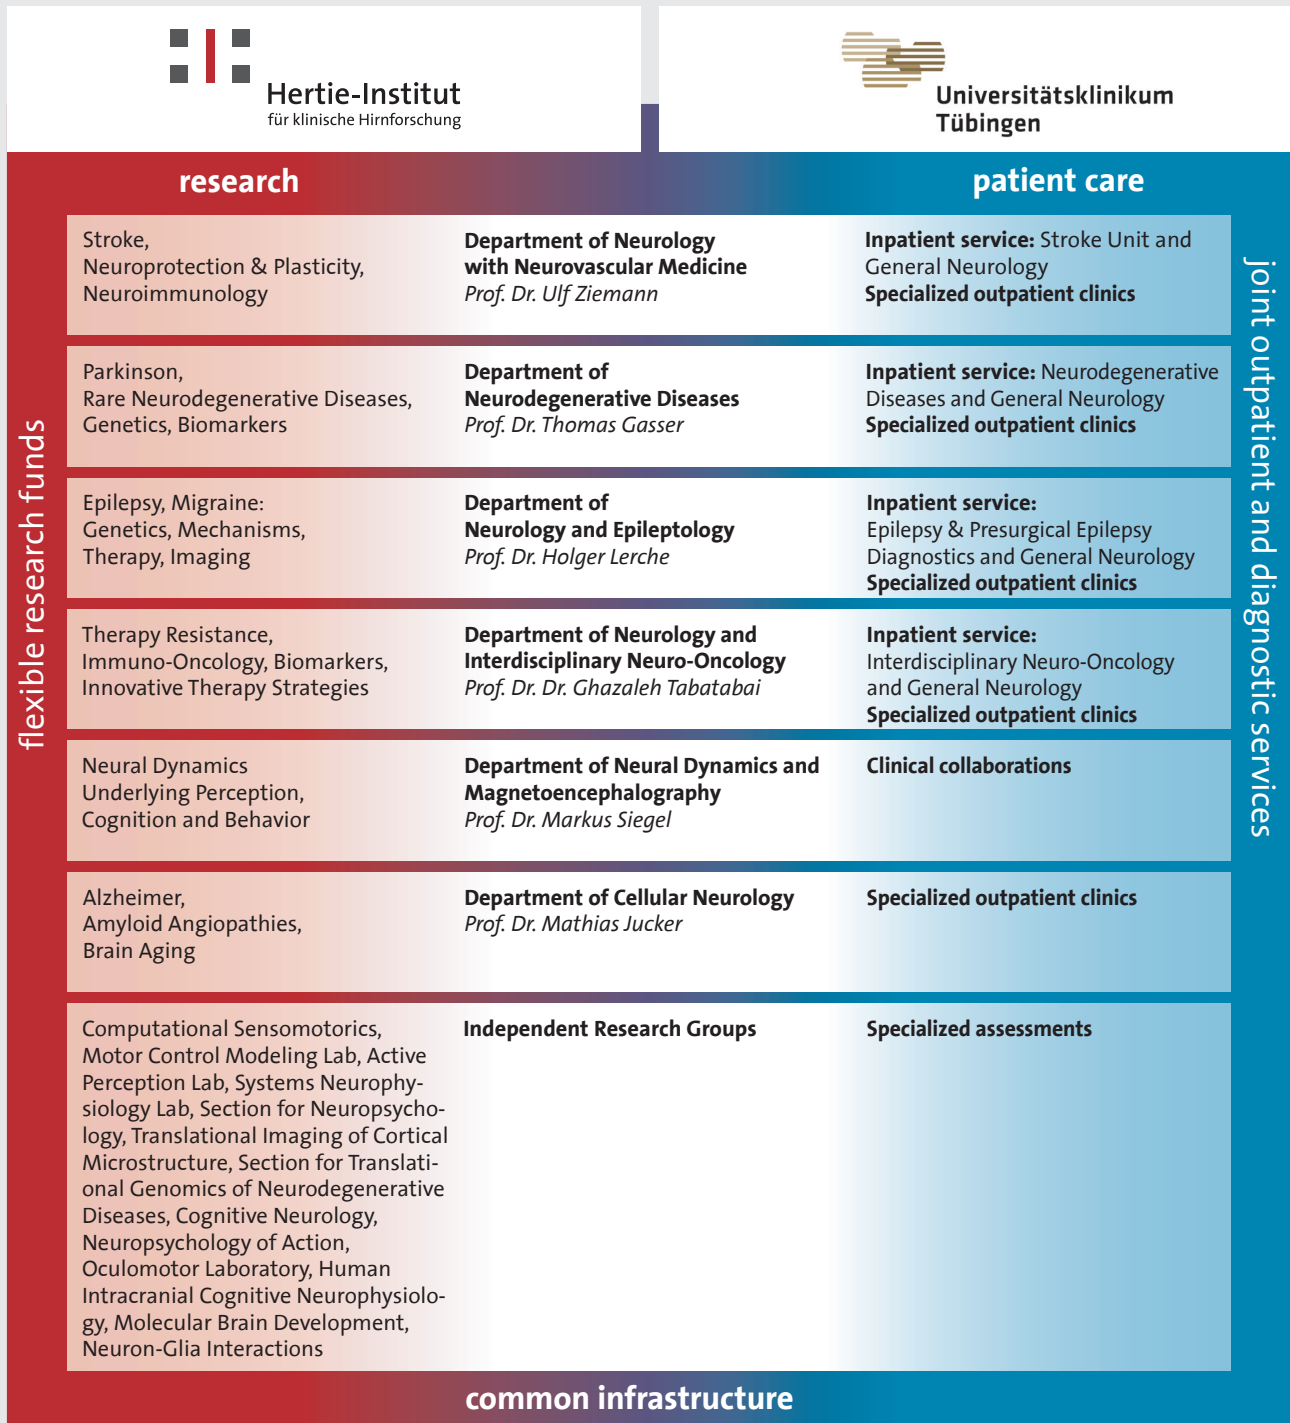 Hertie-Institut
für klinische Hirnforschung
Universitätsklinikum
Tübingen
research
patient care
flexible research funds
joint outpatient and diagnostic services
Stroke,
Neuroprotection & Plasticity,
Neuroimmunology
Department of Neurology
with Neurovascular Medicine
Prof. Dr. Ulf Ziemann
Inpatient service: Stroke Unit and
General Neurology
Specialized outpatient clinics
Parkinson,
Rare Neurodegenerative Diseases,
Genetics, Biomarkers
Department of
Neurodegenerative Diseases
Prof. Dr. Thomas Gasser
Inpatient service: Neurodegenerative
Diseases and General Neurology
Specialized outpatient clinics
Epilepsy, Migraine:
Genetics, Mechanisms,
Therapy, Imaging
Department of
Neurology and Epileptology
Prof. Dr. Holger Lerche
Inpatient service:
Epilepsy & Presurgical Epilepsy
Diagnostics and General Neurology
Specialized outpatient clinics
Therapy Resistance,
Immuno-Oncology, Biomarkers,
Innovative Therapy Strategies
Department of Neurology and
Interdisciplinary Neuro-Oncology
Prof. Dr. Dr. Ghazaleh Tabatabai
Inpatient service:
Interdisciplinary Neuro-Oncology
and General Neurology
Specialized outpatient clinics
Neural Dynamics
Underlying Perception,
Cognition and Behavior
Department of Neural Dynamics and
Magnetoencephalography
Prof. Dr. Markus Siegel
Clinical collaborations
Alzheimer,
Amyloid Angiopathies,
Brain Aging
Department of Cellular Neurology
Prof. Dr. Mathias Jucker
Specialized outpatient clinics
Computational Sensomotorics,
Motor Control Modeling Lab, Active
Perception Lab, Systems Neurophy-
siology Lab, Section for Neuropsycho-
logy, Translational Imaging of Cortical
Microstructure, Section for Translati-
onal Genomics of Neurodegenerative
Diseases, Cognitive Neurology,
Neuropsychology of Action,
Oculomotor Laboratory, Human
Intracranial Cognitive Neurophysiolo-
gy, Molecular Brain Development,
Neuron-Glia Interactions
Independent Research Groups
Specialized assessments
common infrastructure